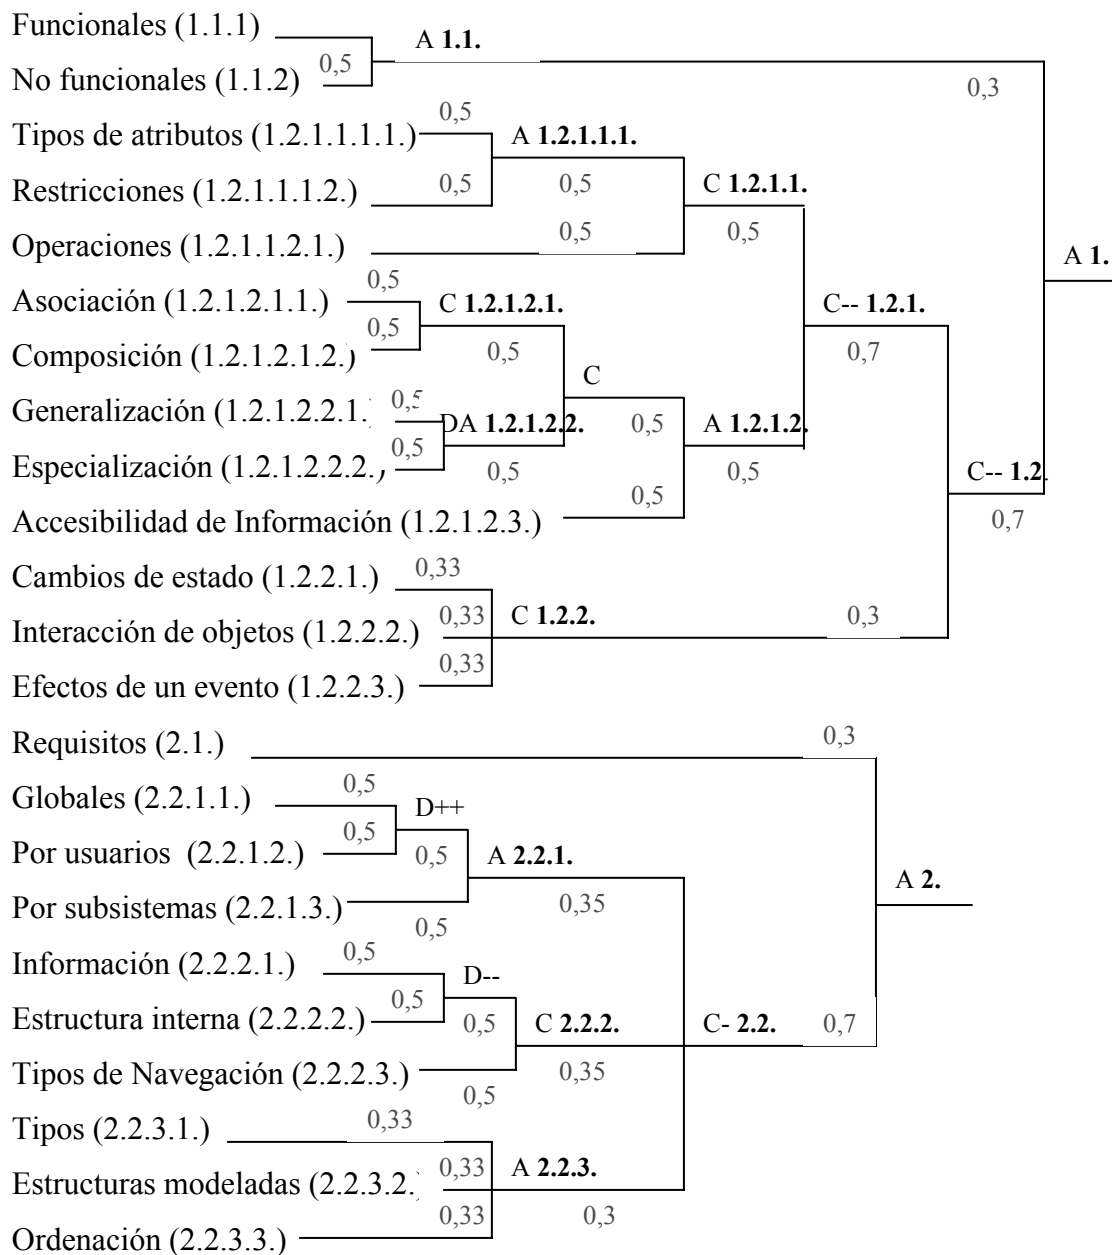 Funcionales (1.1.1)
A 1.1.
0,5
No funcionales (1.1.2)
0,3
0,5
Tipos de atributos (1.2.1.1.1.1.)
A 1.2.1.1.1.
0,5
0,5
Restricciones (1.2.1.1.1.2.)
C 1.2.1.1.
0,5
0,5
Operaciones (1.2.1.1.2.1.)
A 1.
0,5
Asociación (1.2.1.2.1.1.)
C 1.2.1.2.1.
C-- 1.2.1.
0,5
Composición (1.2.1.2.1.2.)
0,5
0,7
C
0,5
Generalización (1.2.1.2.2.1.
DA 1.2.1.2.2.
0,5
A 1.2.1.2.
0,5
Especialización (1.2.1.2.2.2.)
0,5
0,5
C-- 1.2.
0,5
Accesibilidad de Información (1.2.1.2.3.)
0,7
0,33
Cambios de estado (1.2.2.1.)
0,33
C 1.2.2.
0,3
Interacción de objetos (1.2.2.2.)
0,33
Efectos de un evento (1.2.2.3.)
0,3
Requisitos (2.1.)
0,5
Globales (2.2.1.1.)
D++
0,5
Por usuarios (2.2.1.2.)
0,5
A 2.2.1.
A 2.
Por subsistemas (2.2.1.3.)
0,35
0,5
0,5
Información (2.2.2.1.)
D--
0,5
Estructura interna (2.2.2.2.)
0,5
C 2.2.2.
C- 2.2.
0,7
Tipos de Navegación (2.2.2.3.)
0,35
0,5
0,33
Tipos (2.2.3.1.)
0,33
A 2.2.3.
Estructuras modeladas (2.2.3.2.
0,33
0,3
Ordenación (2.2.3.3.)